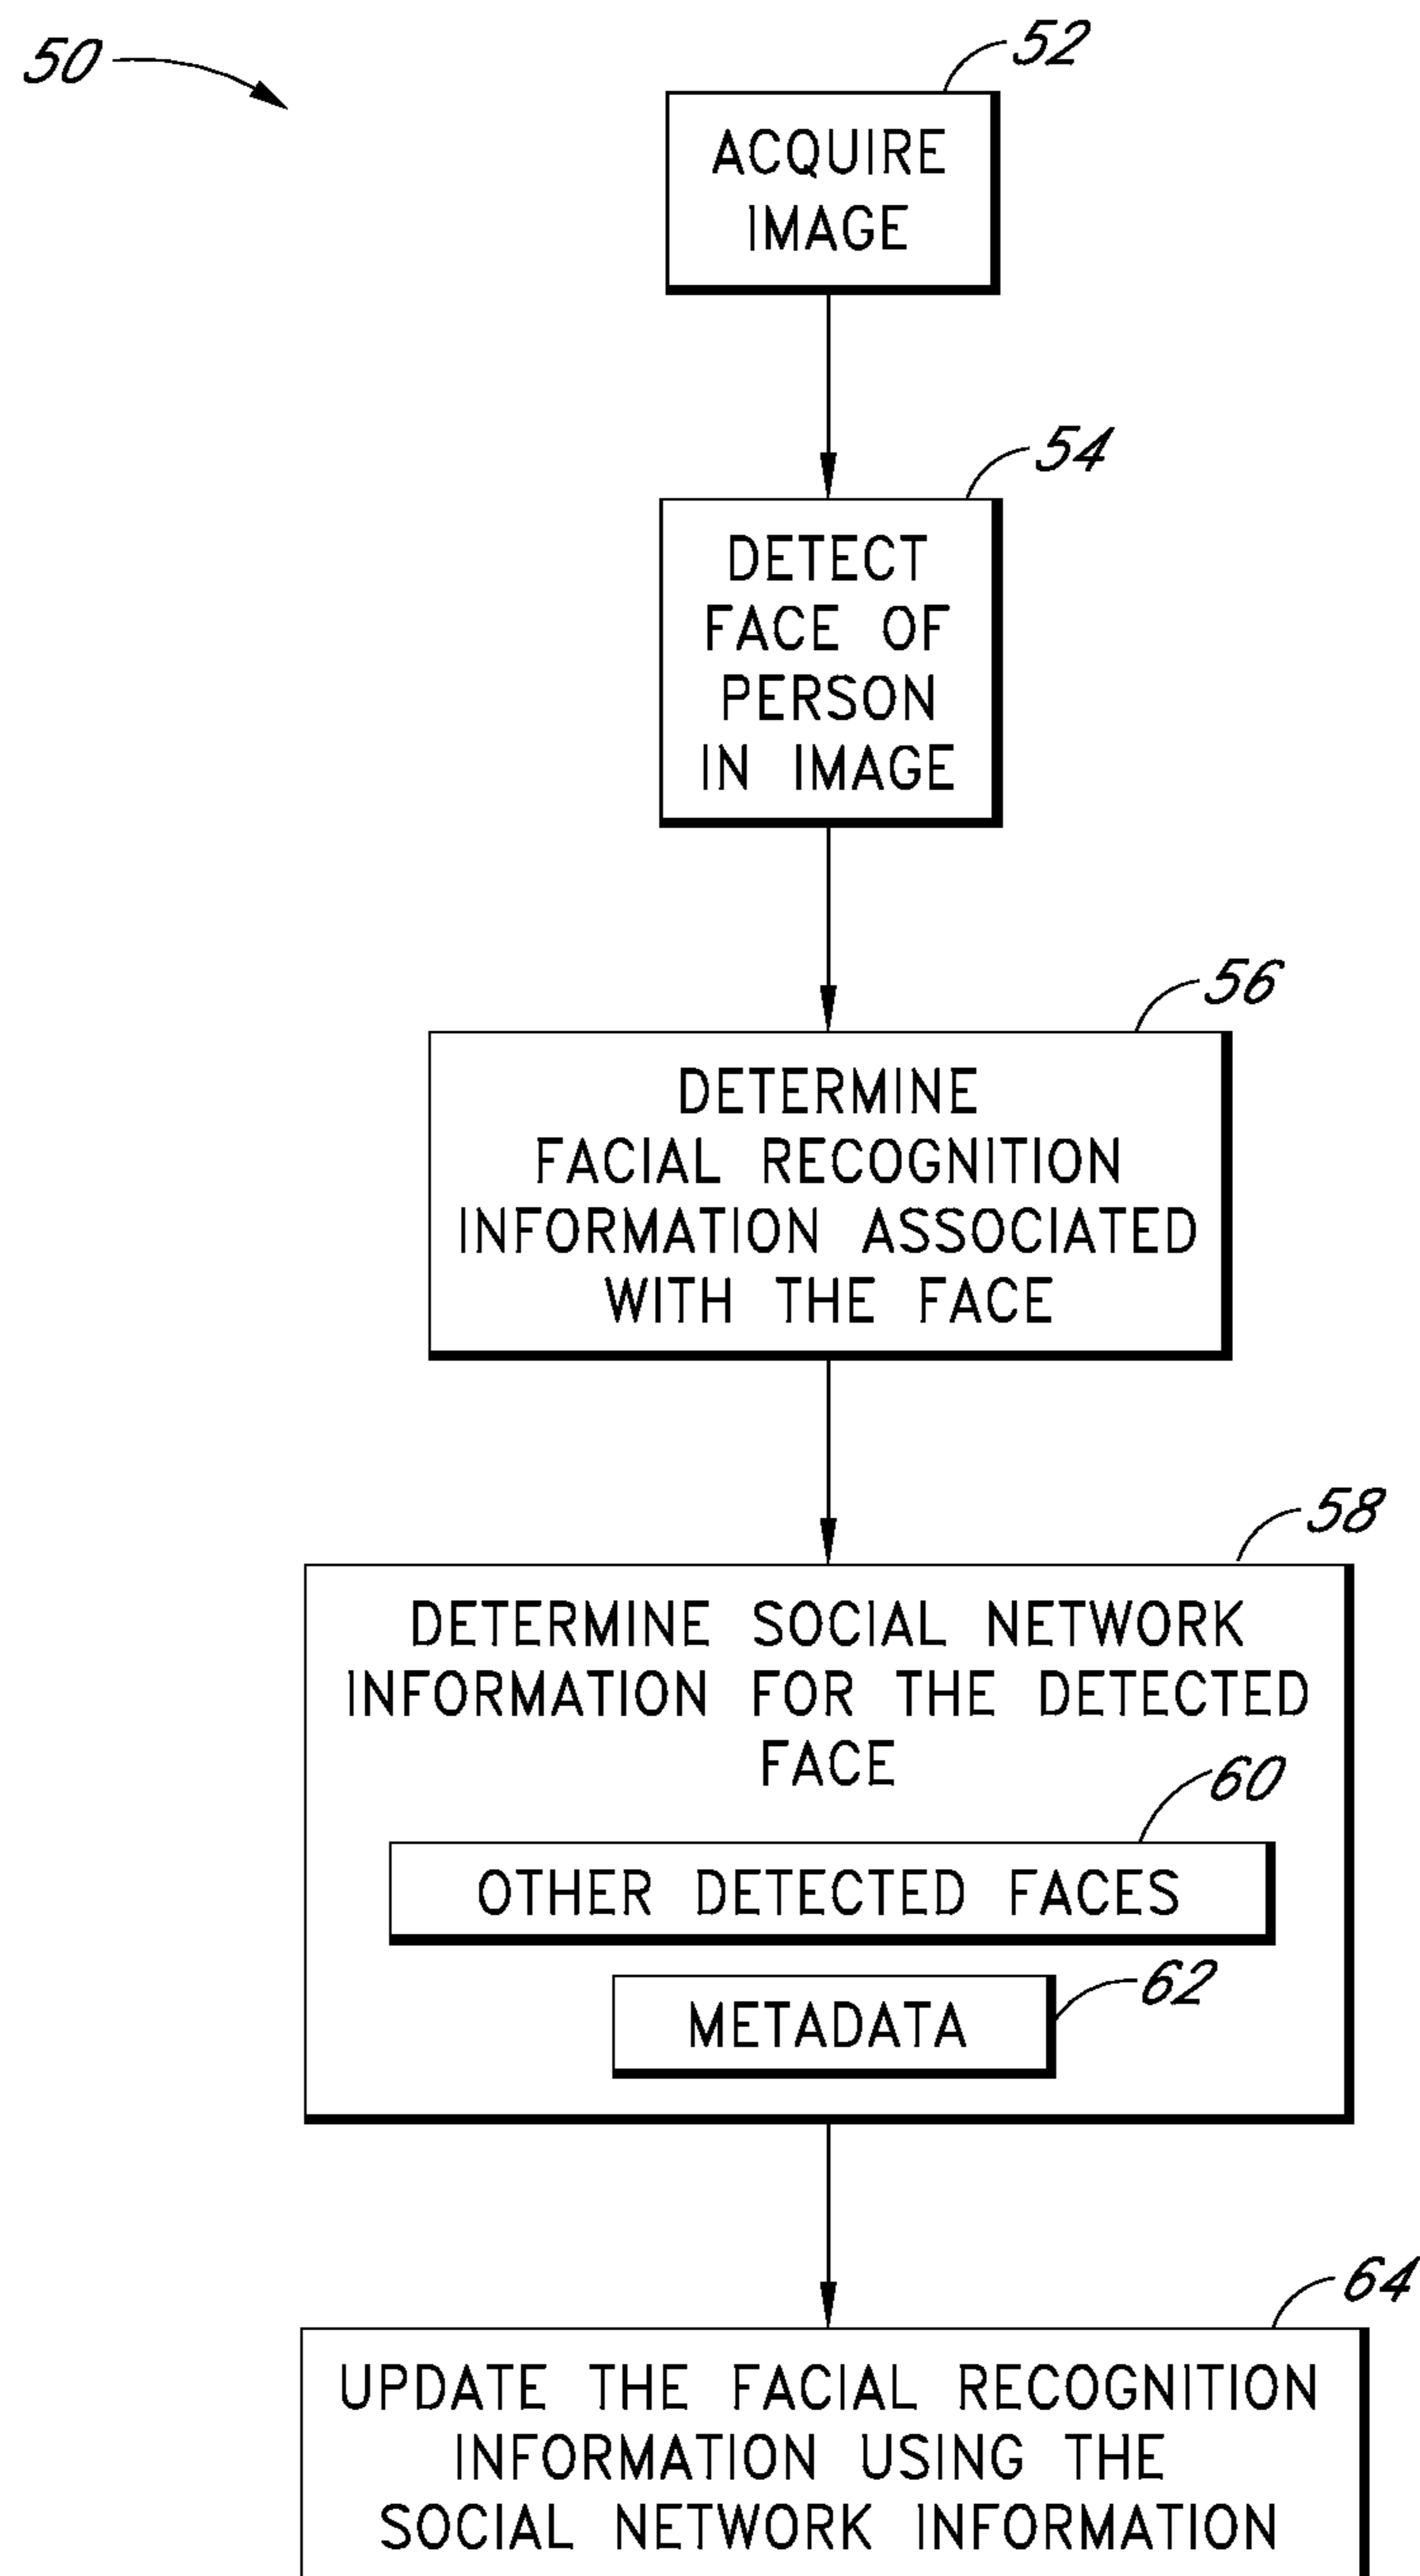 50
52
ACQUIRE
IMAGE
54
DETECT
FACE OF
PERSON
IN IMAGE
56
DETERMINE
FACIAL RECOGNITION
INFORMATION ASSOCIATED
WITH THE FACE
58
DETERMINE SOCIAL NETWORK
INFORMATION FOR THE DETECTED
FACE
60
OTHER DETECTED FACES
62
METADATA
64
UPDATE THE FACIAL RECOGNITION
INFORMATION USING THE
SOCIAL NETWORK INFORMATION